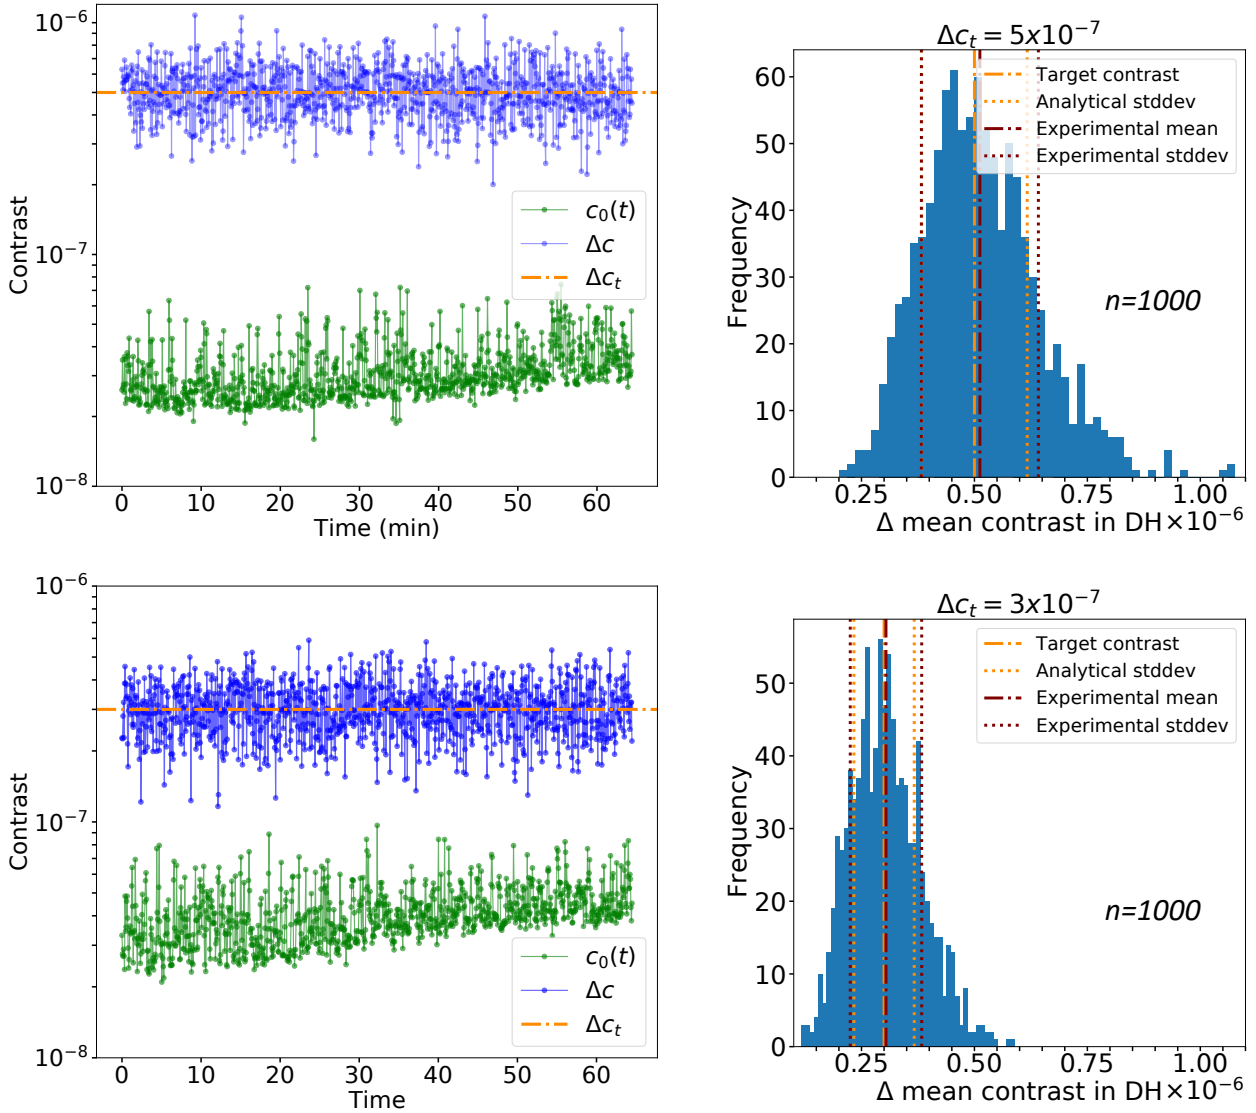 10⁻⁶
10⁻⁷
10⁻⁸
Contrast
c₀(t)
Δc
Δcₜ
0 10 20 30 40 50 60
Time (min)
Δcₜ = 5x10⁻⁷
60
50
40
30
20
10
0
Frequency
Target contrast
Analytical stddev
Experimental mean
Experimental stddev
n=1000
0.25 0.50 0.75 1.00
Δ mean contrast in DH×10⁻⁶
10⁻⁶
10⁻⁷
10⁻⁸
Contrast
c₀(t)
Δc
Δcₜ
0 10 20 30 40 50 60
Time
Δcₜ = 3x10⁻⁷
50
40
30
20
10
0
Frequency
Target contrast
Analytical stddev
Experimental mean
Experimental stddev
n=1000
0.25 0.50 0.75 1.00
Δ mean contrast in DH×10⁻⁶